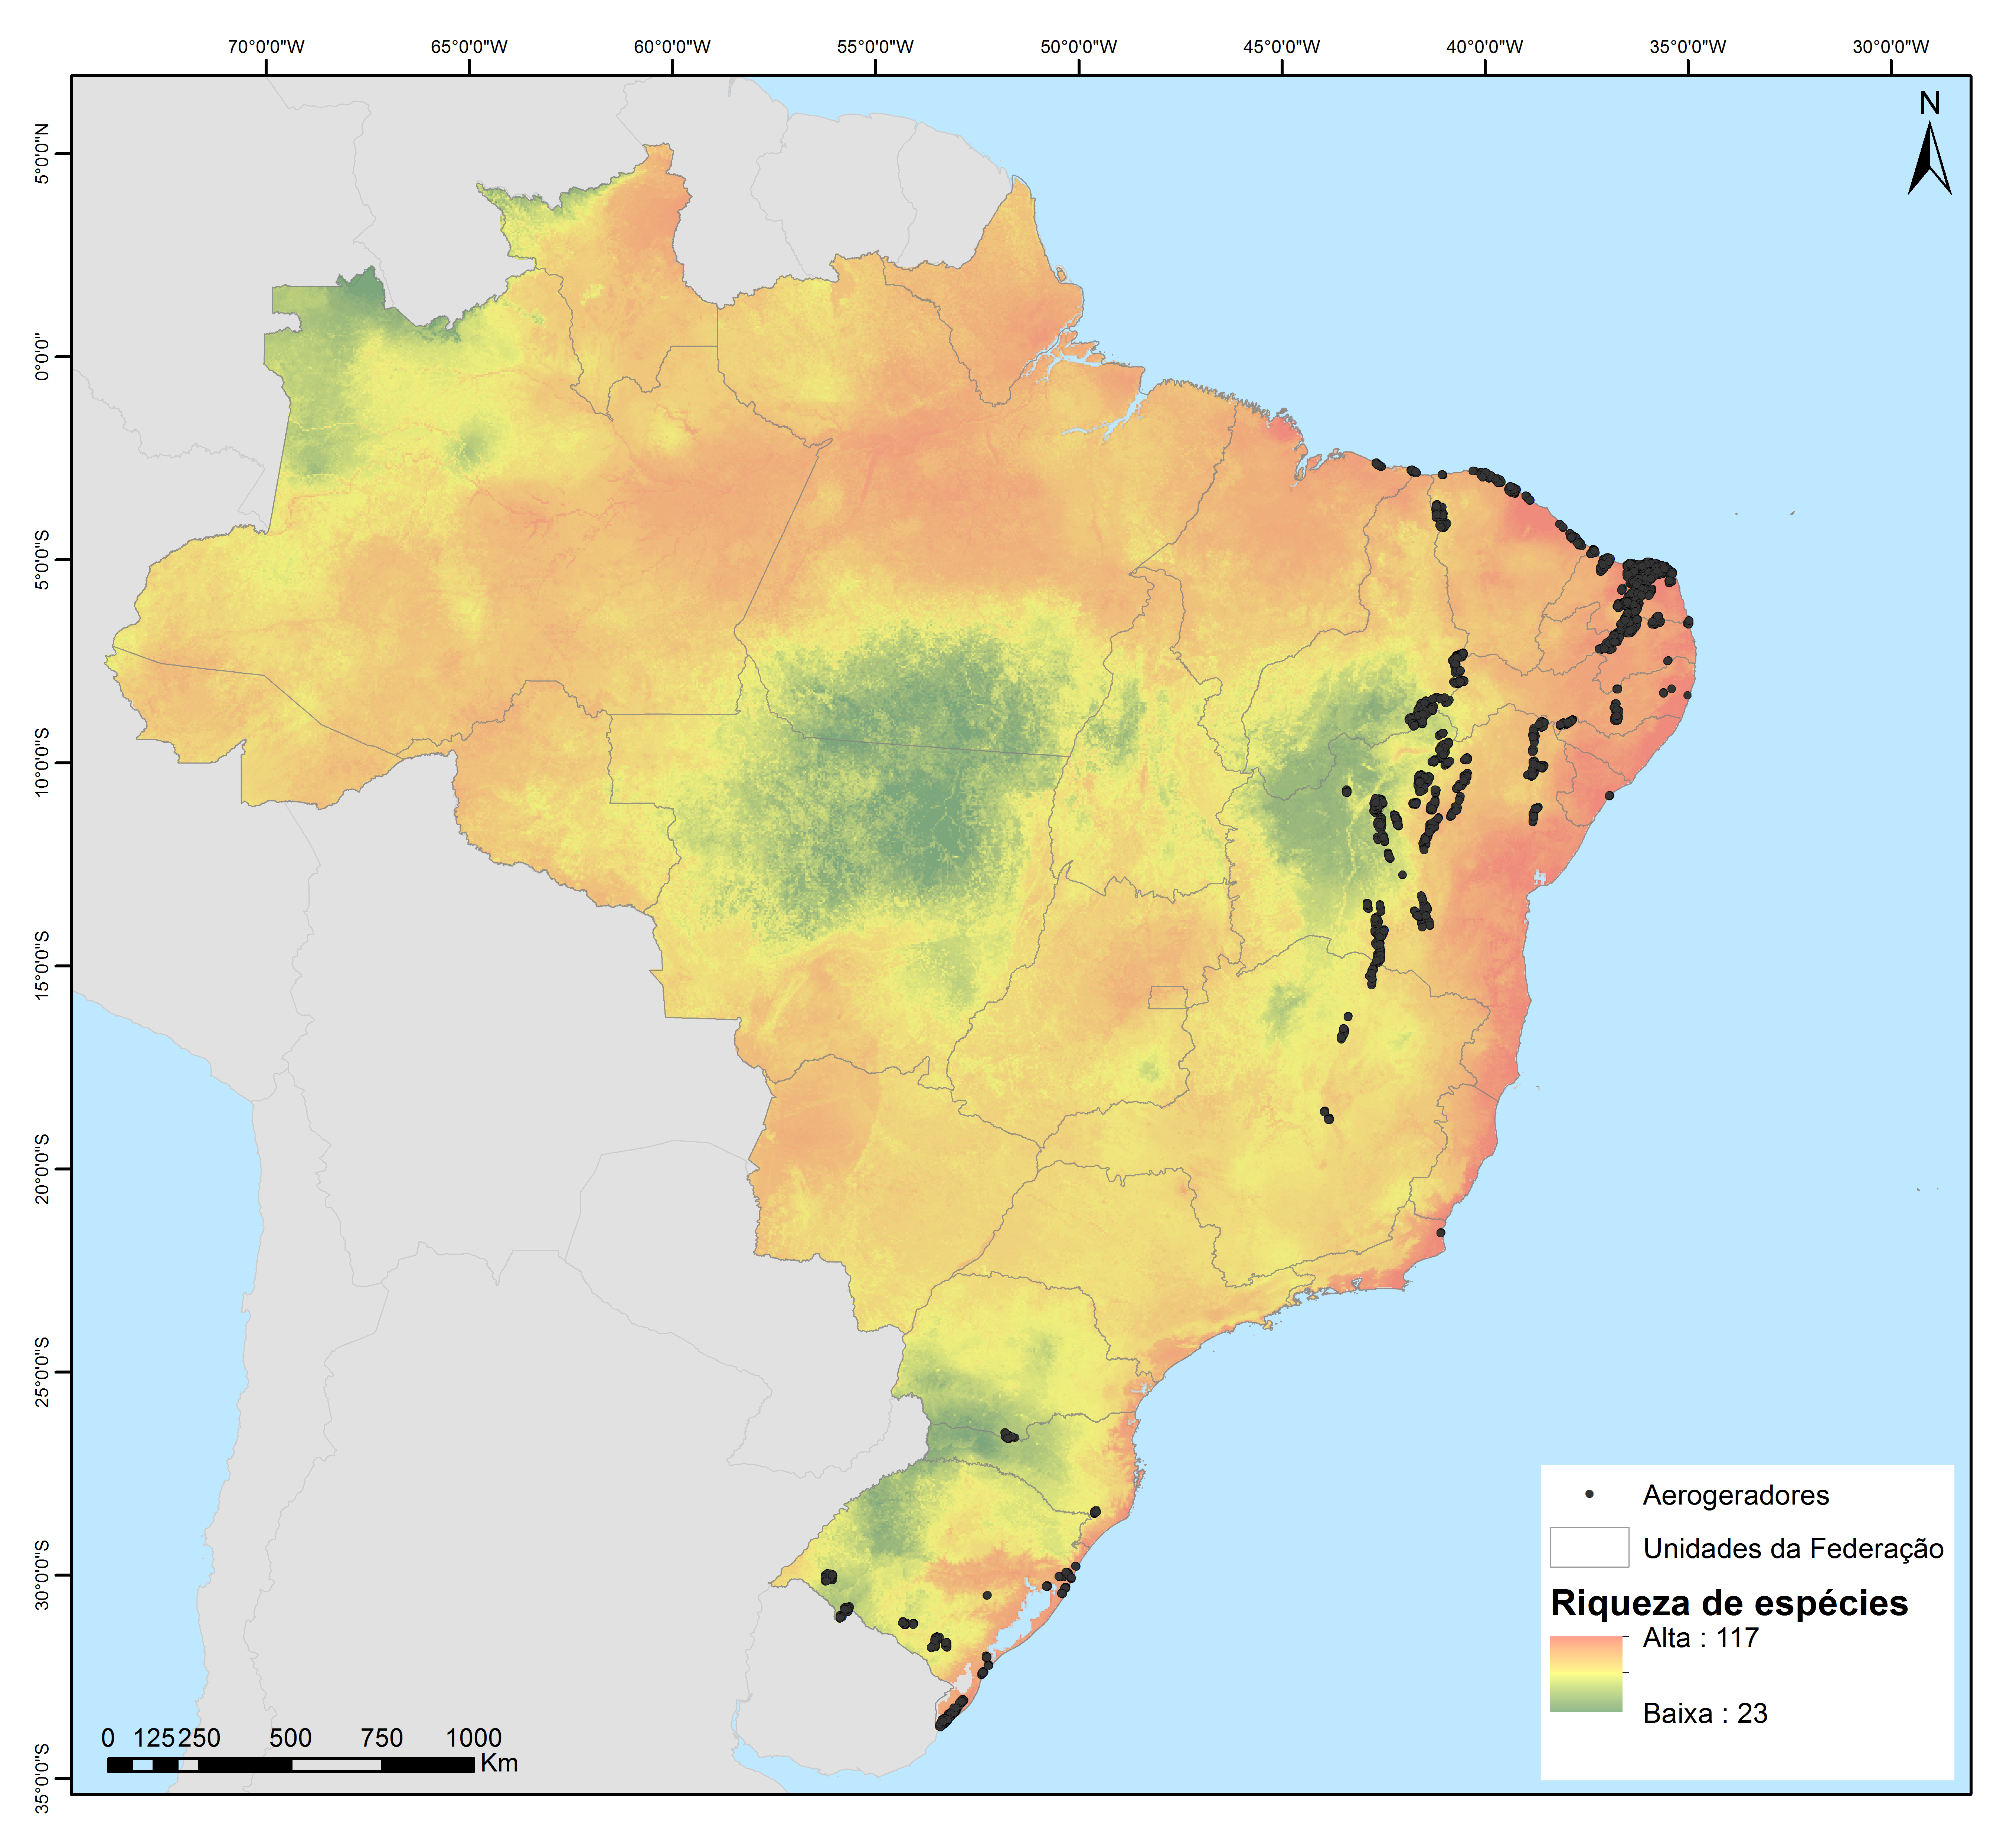 70°0'0"W 65°0'0"W 60°0'0"W 55°0'0"W 50°0'0"W 45°0'0"W 40°0'0"W 35°0'0"W 30°0'0"W
N
5°0'0"N
0°0'0"
5°0'0"S
10°0'0"S
15°0'0"S
20°0'0"S
25°0'0"S
30°0'0"S
35°0'0"S
Aerogeradores
Unidades da Federação
Riqueza de espécies
Alta : 117
Baixa : 23
0 125 250 500 750 1000
Km